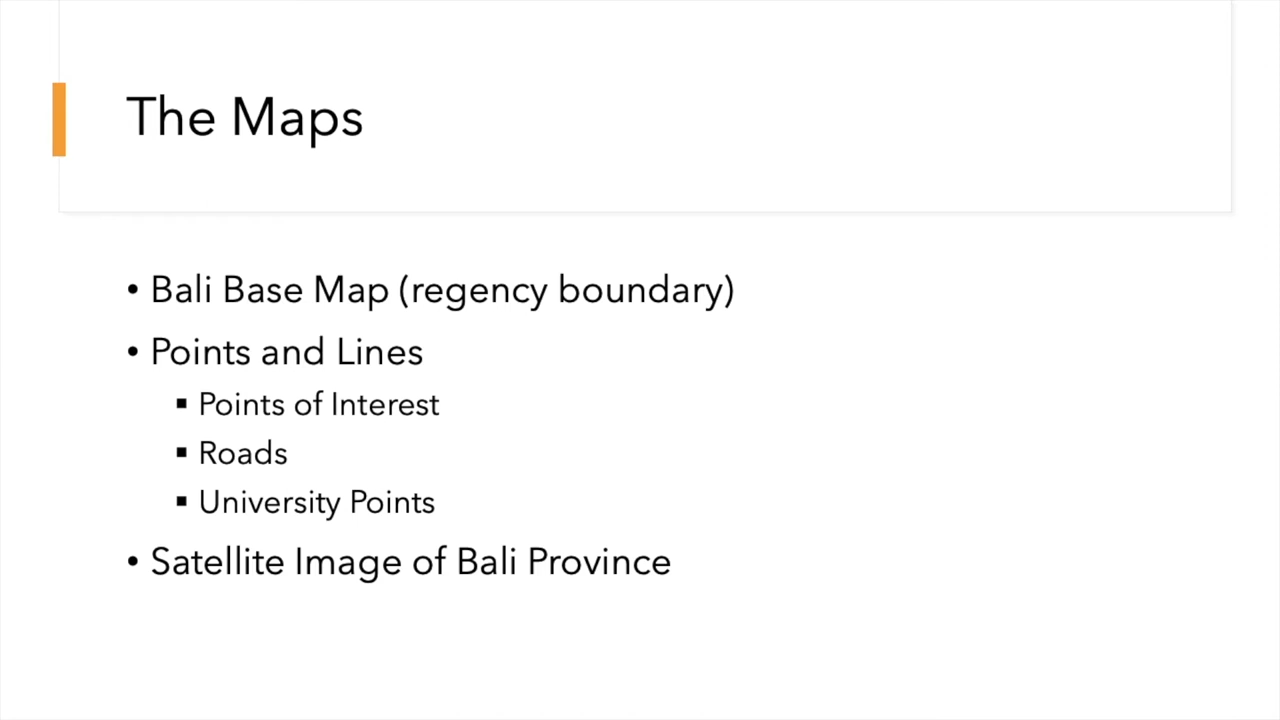 The Maps
• Bali Base Map (regency boundary)
• Points and Lines
▪ Points of Interest
▪ Roads
▪ University Points
• Satellite Image of Bali Province